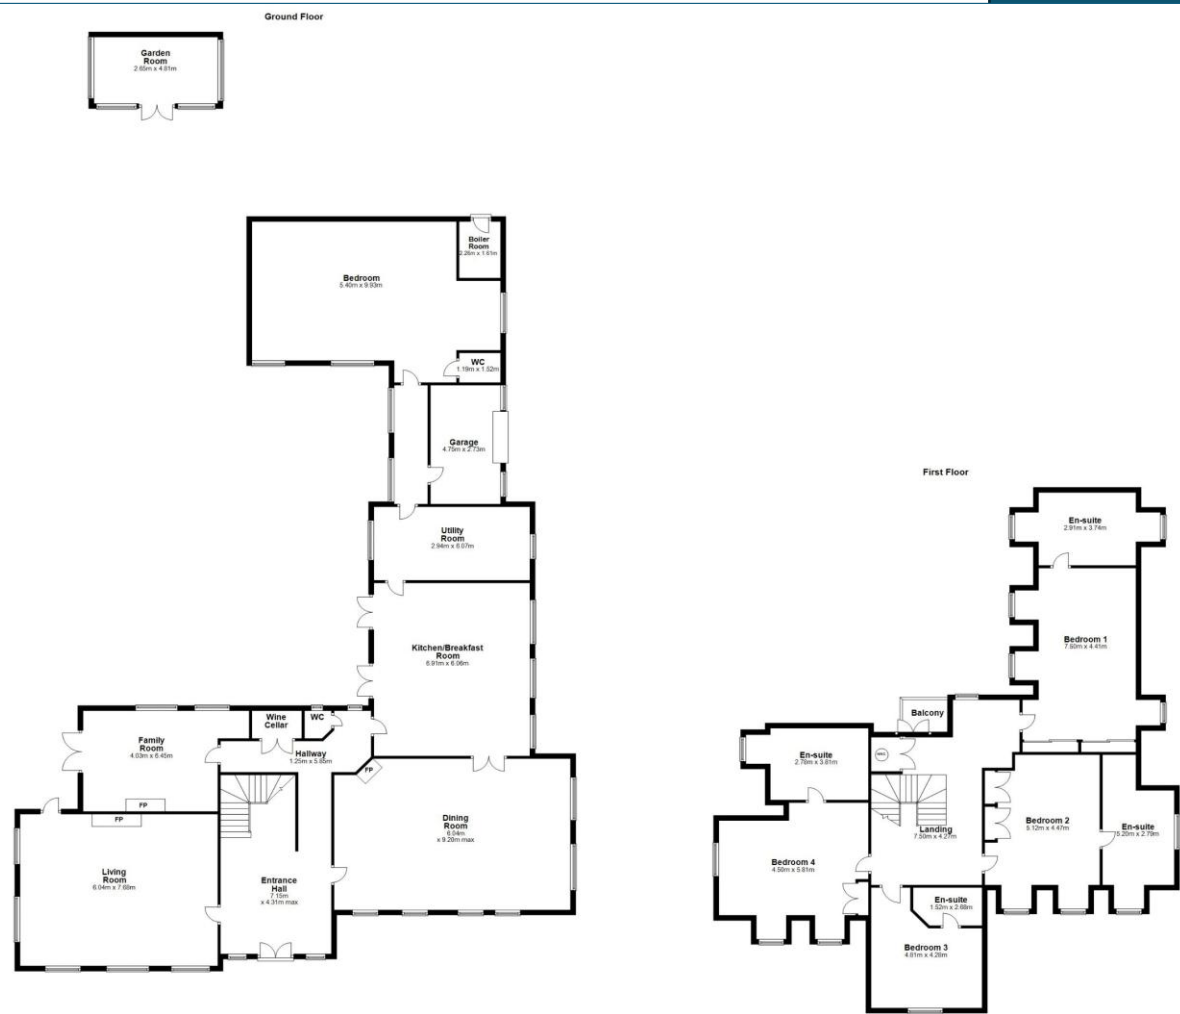 Ground Floor
Garden
Room
2.65m x 4.81m
Boiler
Room
2.26m x 1.61m
Bedroom
5.40m x 9.93m
WC
1.19m x 1.52m
Garage
4.75m x 2.73m
Utility
Room
2.94m x 6.07m
Kitchen/Breakfast
Room
6.91m x 6.06m
Wine
Cellar
WC
Family
Room
4.03m x 6.45m
Hallway
1.25m x 5.85m
FP
FP
FP
Dining
Room
6.04m
x 9.20m max
Living
Room
6.04m x 7.68m
Entrance
Hall
7.15m
x 4.31m max
First Floor
En-suite
2.91m x 3.74m
Bedroom 1
7.50m x 4.41m
Balcony
En-suite
2.78m x 3.81m
Landing
7.50m x 4.27m
Bedroom 2
5.12m x 4.47m
En-suite
5.20m x 2.79m
Bedroom 4
4.50m x 5.81m
En-suite
1.52m x 2.68m
Bedroom 3
4.81m x 4.28m